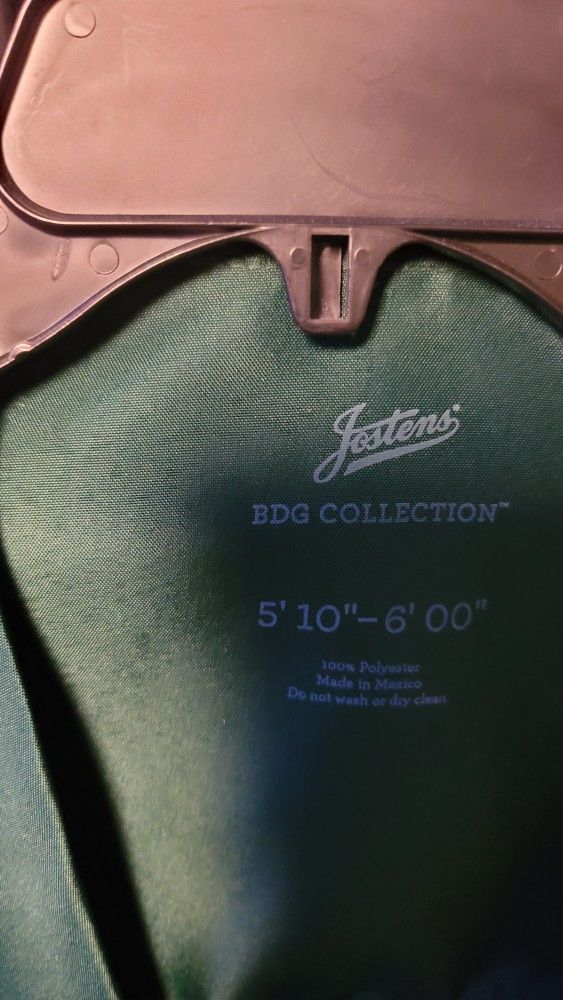 Jostens®
BDG COLLECTION™
5' 10"– 6' 00"
100% Polyester
Made in Mexico
Do not wash or dry clean